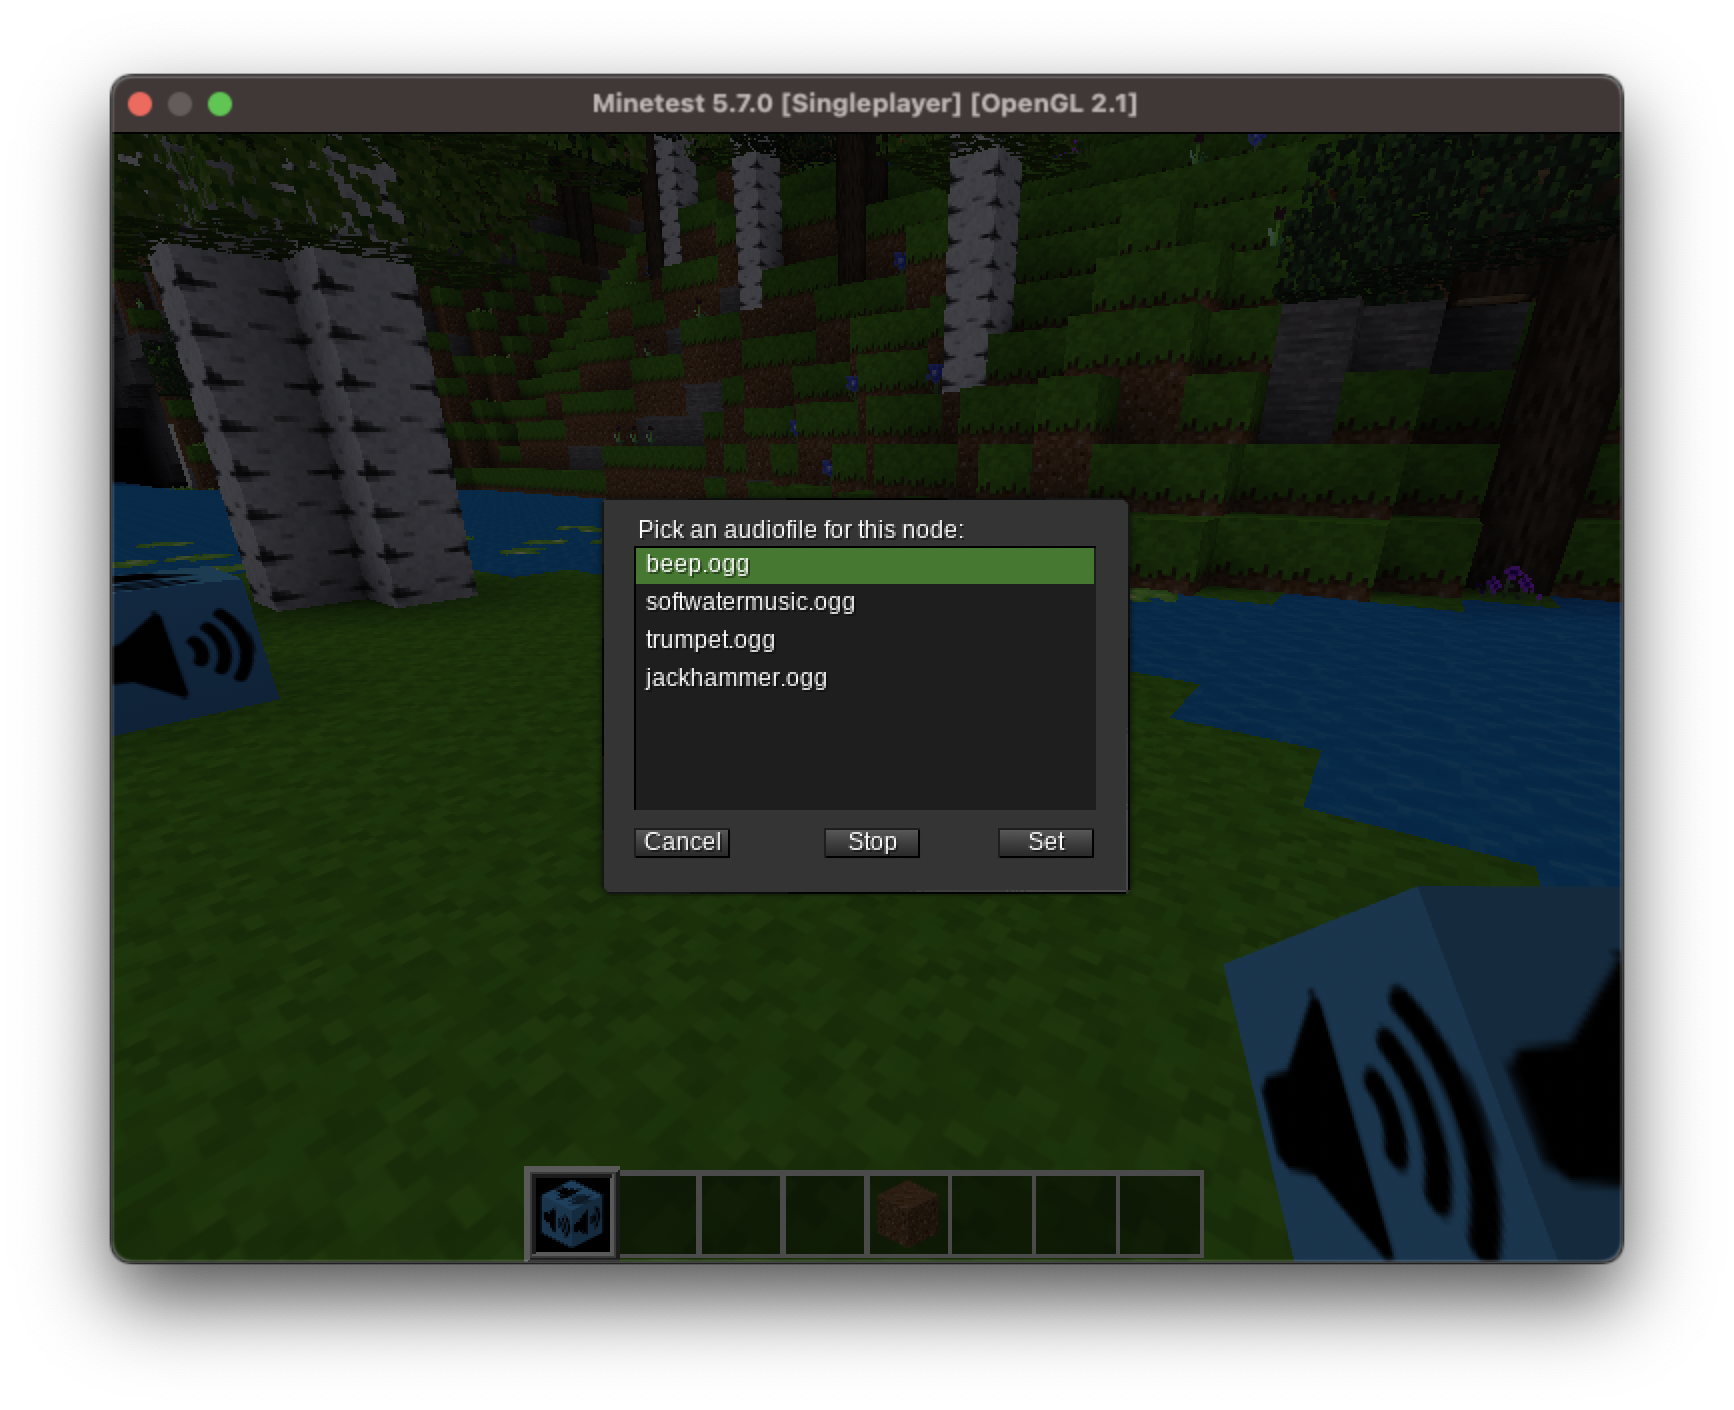 Minetest 5.7.0 [Singleplayer] [OpenGL 2.1]
Pick an audiofile for this node:
beep.ogg
softwatermusic.ogg
trumpet.ogg
jackhammer.ogg
Cancel Stop Set